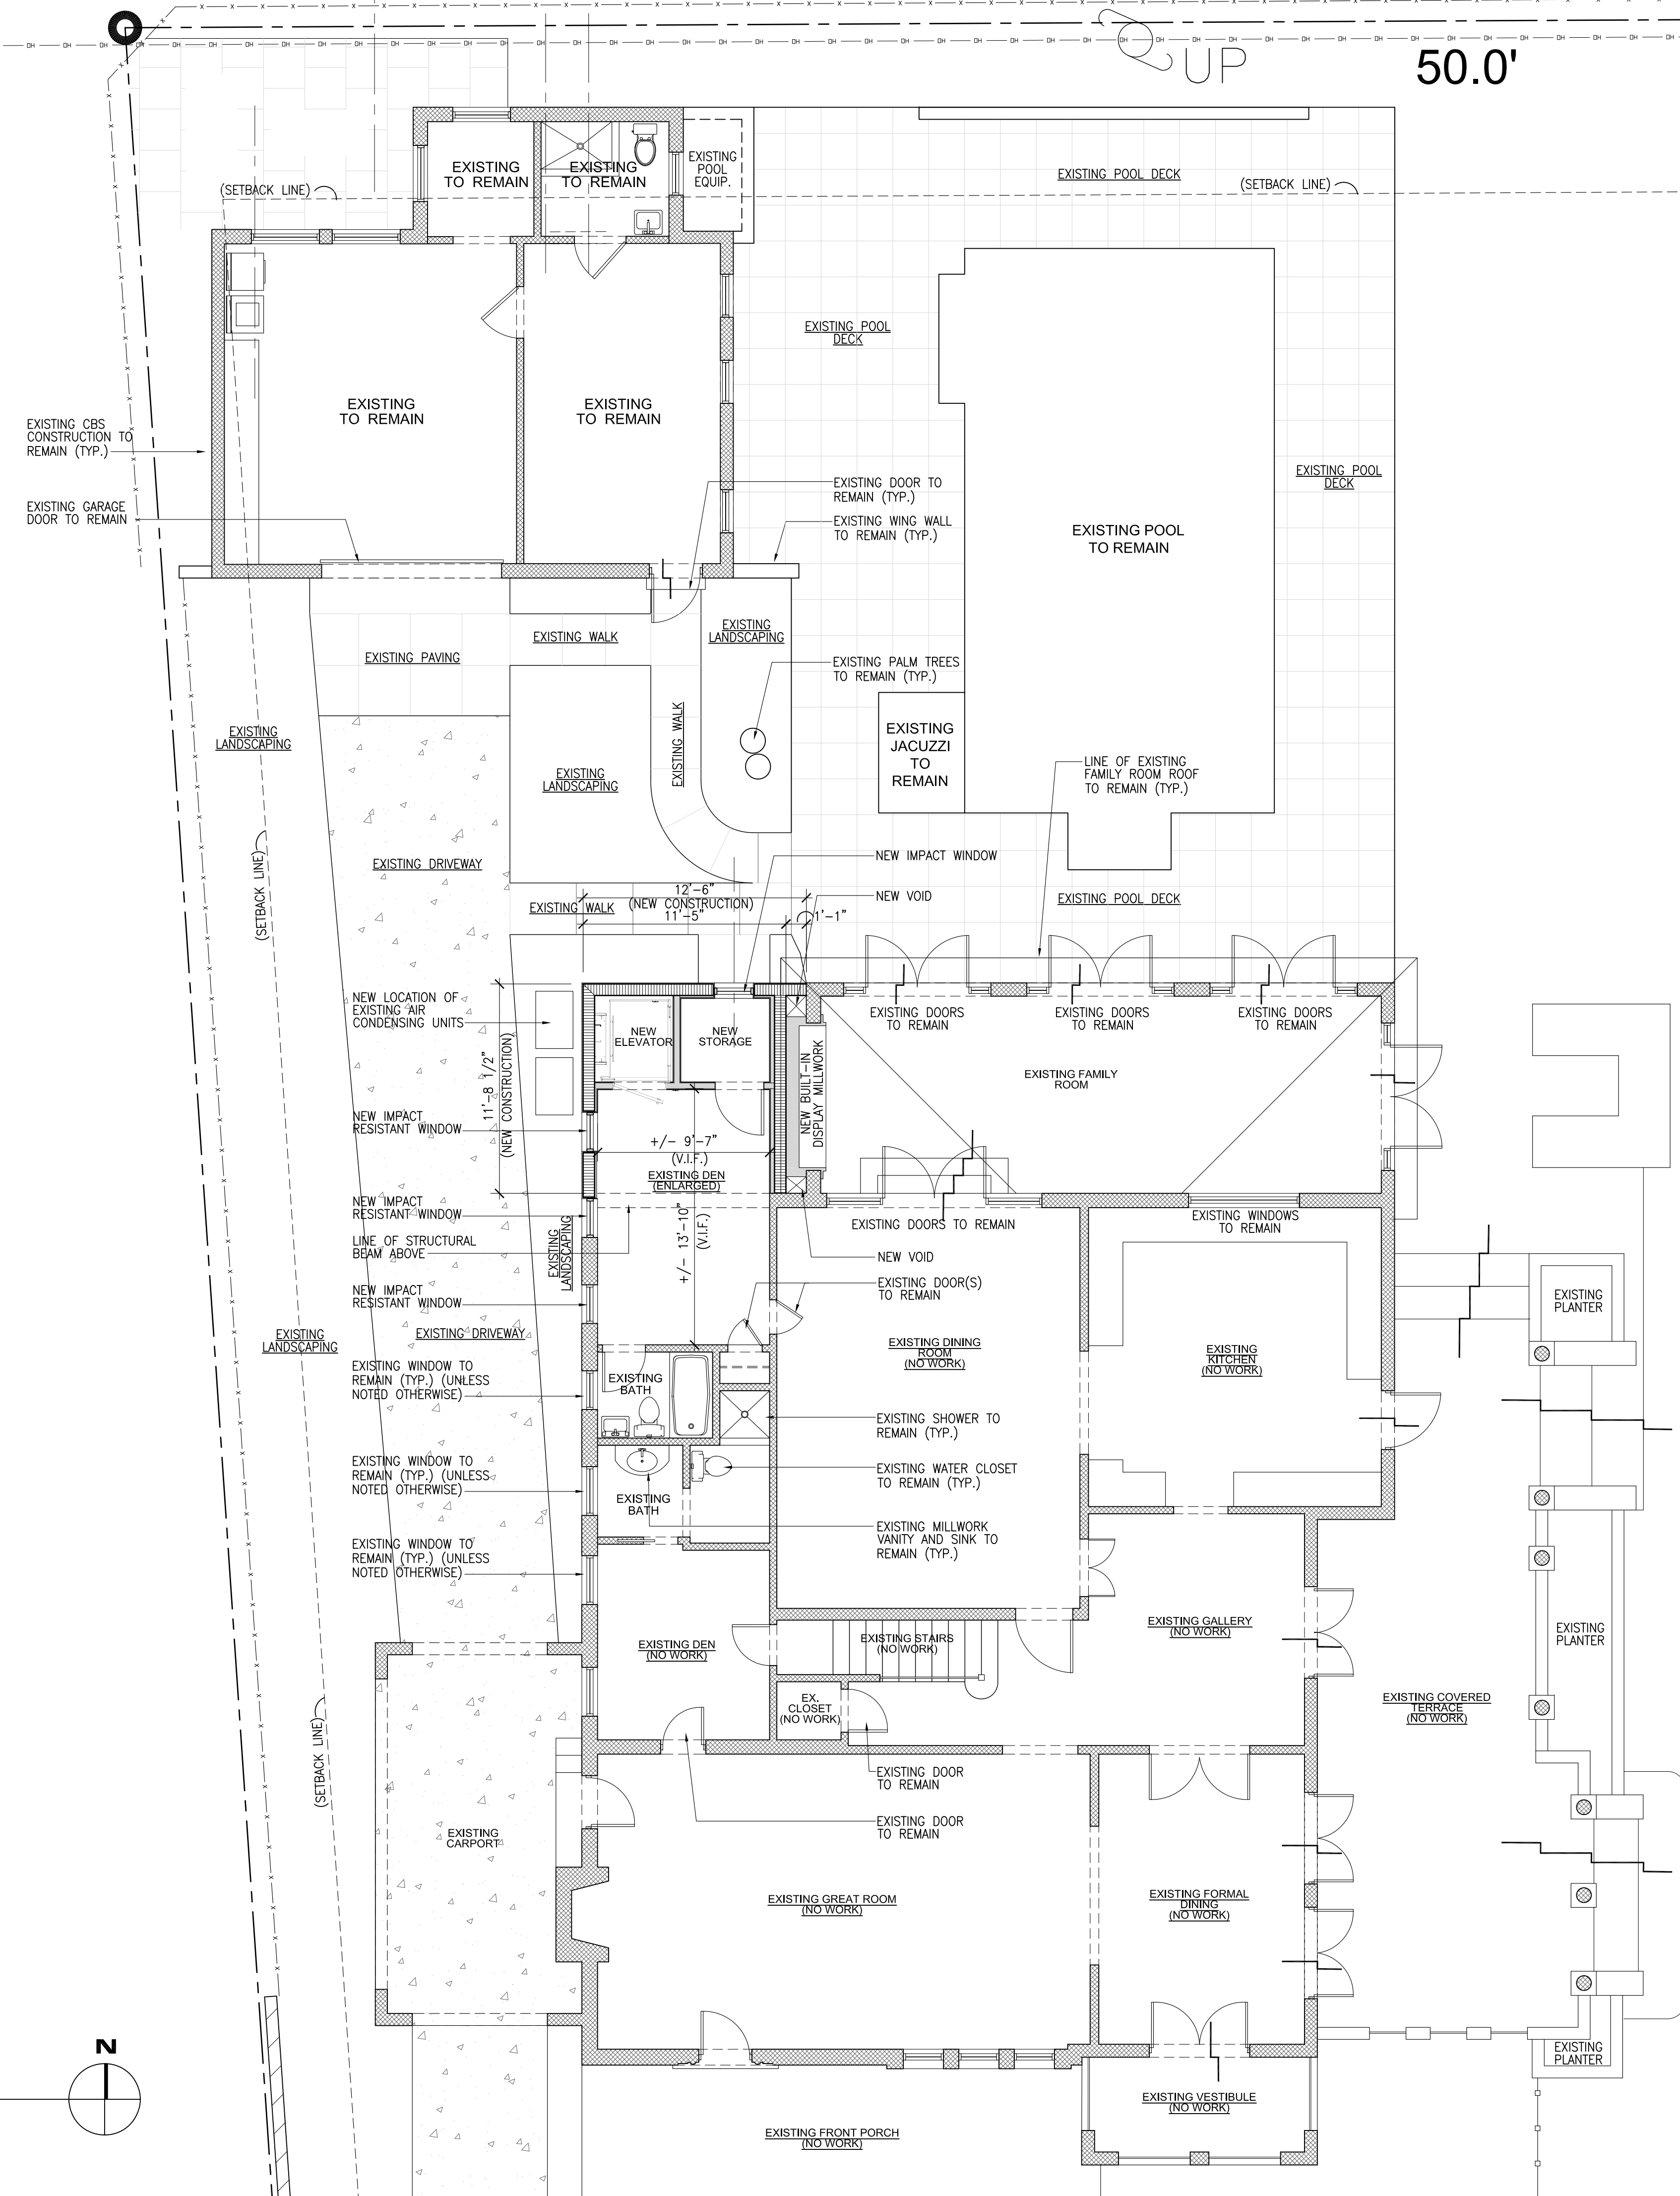 UP
50.0'
EXISTING
TO REMAIN
EXISTING
TO REMAIN
EXISTING
POOL
EQUIP.
EXISTING POOL DECK
(SETBACK LINE)
(SETBACK LINE)
EXISTING POOL
DECK
EXISTING
TO REMAIN
EXISTING
TO REMAIN
EXISTING CBS
CONSTRUCTION TO
REMAIN (TYP.)
EXISTING GARAGE
DOOR TO REMAIN
EXISTING DOOR TO
REMAIN (TYP.)
EXISTING WING WALL
TO REMAIN (TYP.)
EXISTING POOL
DECK
EXISTING POOL
TO REMAIN
EXISTING WALK
EXISTING
LANDSCAPING
EXISTING PAVING
EXISTING PALM TREES
TO REMAIN (TYP.)
EXISTING WALK
EXISTING
LANDSCAPING
EXISTING
LANDSCAPING
EXISTING
JACUZZI
TO
REMAIN
LINE OF EXISTING
FAMILY ROOM ROOF
TO REMAIN (TYP.)
(SETBACK LINE)
EXISTING DRIVEWAY
NEW IMPACT WINDOW
12'-6"
(NEW CONSTRUCTION)
EXISTING WALK
11'-5"
1'-1"
NEW VOID
EXISTING POOL DECK
NEW LOCATION OF
EXISTING AIR
CONDENSING UNITS
11'-8 1/2"
(NEW CONSTRUCTION)
NEW
ELEVATOR
NEW
STORAGE
NEW BUILT-IN
DISPLAY MILLWORK
EXISTING DOORS
TO REMAIN
EXISTING DOORS
TO REMAIN
EXISTING DOORS
TO REMAIN
EXISTING FAMILY
ROOM
NEW IMPACT
RESISTANT WINDOW
+/- 9'-7"
(V.I.F.)
EXISTING DEN
(ENLARGED)
NEW IMPACT
RESISTANT WINDOW
LINE OF STRUCTURAL
BEAM ABOVE
EXISTING
LANDSCAPING
+/- 13'-10"
(V.I.F.)
EXISTING DOORS TO REMAIN
EXISTING WINDOWS
TO REMAIN
NEW VOID
NEW IMPACT
RESISTANT WINDOW
EXISTING DOOR(S)
TO REMAIN
EXISTING
PLANTER
EXISTING
LANDSCAPING
EXISTING DRIVEWAY
EXISTING DINING
ROOM
(NO WORK)
EXISTING
KITCHEN
(NO WORK)
EXISTING WINDOW TO
REMAIN (TYP.) (UNLESS
NOTED OTHERWISE)
EXISTING
BATH
EXISTING SHOWER TO
REMAIN (TYP.)
EXISTING WINDOW TO
REMAIN (TYP.) (UNLESS
NOTED OTHERWISE)
EXISTING WATER CLOSET
TO REMAIN (TYP.)
EXISTING
BATH
EXISTING MILLWORK
VANITY AND SINK TO
REMAIN (TYP.)
EXISTING WINDOW TO
REMAIN (TYP.) (UNLESS
NOTED OTHERWISE)
EXISTING DEN
(NO WORK)
EXISTING STAIRS
(NO WORK)
EXISTING GALLERY
(NO WORK)
EXISTING
PLANTER
(SETBACK LINE)
EX.
CLOSET
(NO WORK)
EXISTING COVERED
TERRACE
(NO WORK)
EXISTING DOOR
TO REMAIN
EXISTING DOOR
TO REMAIN
EXISTING
CARPORT
EXISTING GREAT ROOM
(NO WORK)
EXISTING FORMAL
DINING
(NO WORK)
N
EXISTING
PLANTER
EXISTING VESTIBULE
(NO WORK)
EXISTING FRONT PORCH
(NO WORK)